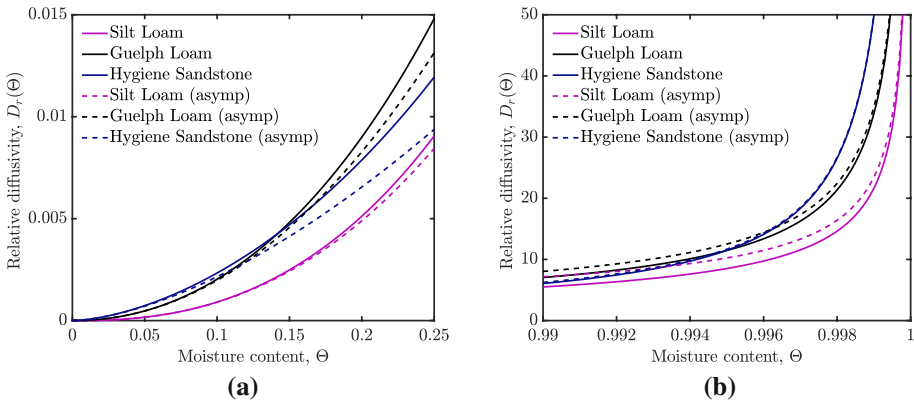 0.015
0.01
0.005
0
Relative diffusivity, D_r(Θ)
Silt Loam
Guelph Loam
Hygiene Sandstone
Silt Loam (asymp)
Guelph Loam (asymp)
Hygiene Sandstone (asymp)
0 0.05 0.1 0.15 0.2 0.25
Moisture content, Θ
(a)
50
40
30
20
10
0
Relative diffusivity, D_r(Θ)
Silt Loam
Guelph Loam
Hygiene Sandstone
Silt Loam (asymp)
Guelph Loam (asymp)
Hygiene Sandstone (asymp)
0.99 0.992 0.994 0.996 0.998 1
Moisture content, Θ
(b)